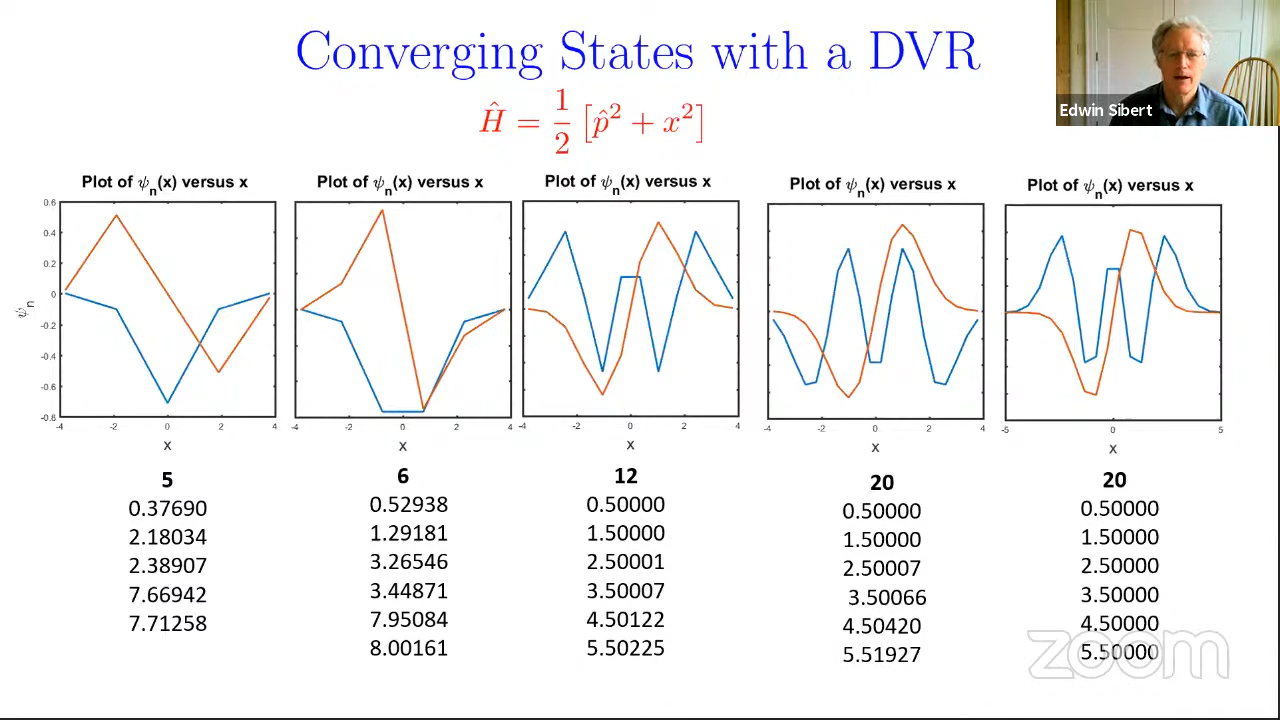 Converging States with a DVR
Edwin Sibert
Ĥ = 1/2 [p̂² + x²]
Plot of ψn(x) versus x
0.6
0.4
0.2
0
-0.2
-0.4
-0.6
-0.8
ψn
-4 -2 0 2 4
x
Plot of ψn(x) versus x
-4 -2 0 2 4
x
Plot of ψn(x) versus x
-4 -2 0 2 4
x
Plot of ψn(x) versus x
-4 -2 0 2 4
x
Plot of ψn(x) versus x
-5 0 5
x
5
0.37690
2.18034
2.38907
7.66942
7.71258
6
0.52938
1.29181
3.26546
3.44871
7.95084
8.00161
12
0.50000
1.50000
2.50001
3.50007
4.50122
5.50225
20
0.50000
1.50000
2.50007
3.50066
4.50420
5.51927
20
0.50000
1.50000
2.50000
3.50000
4.50000
5.50000
zoom